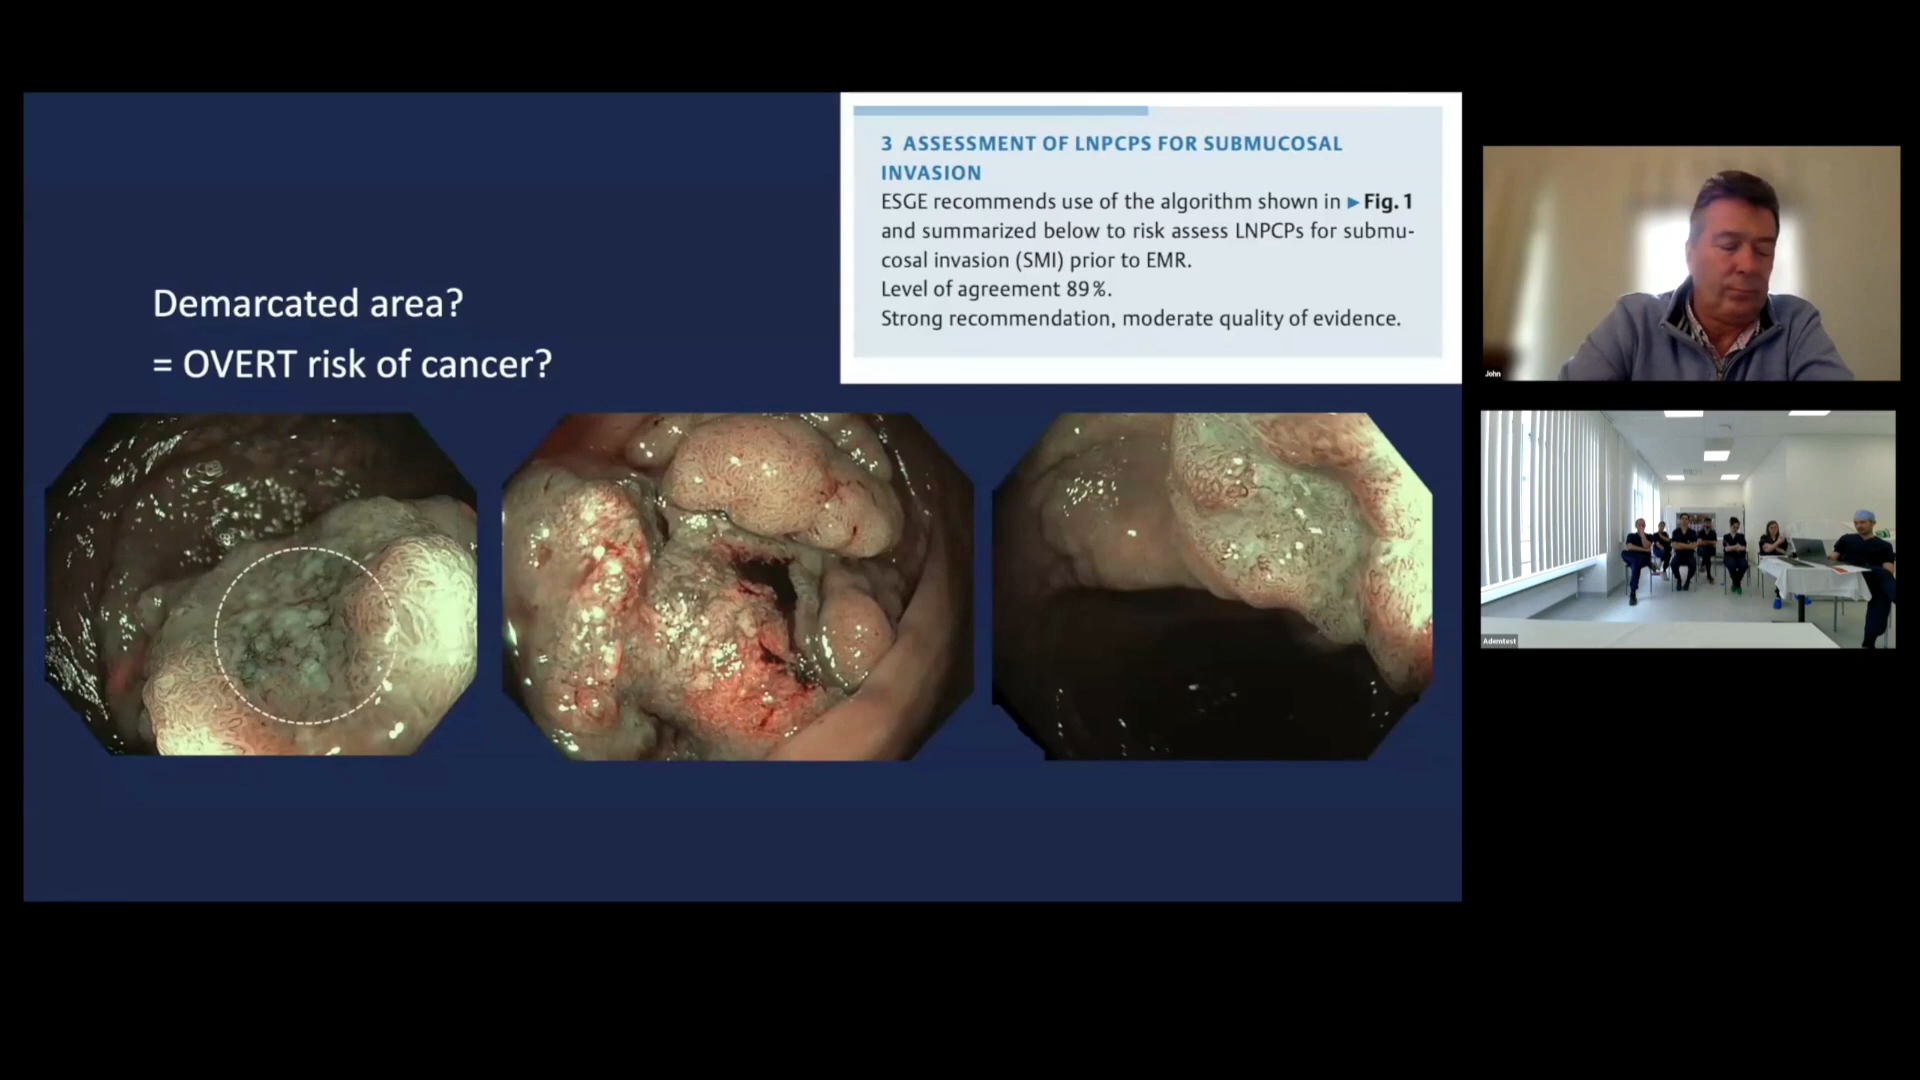 3 ASSESSMENT OF LNPCPS FOR SUBMUCOSAL
INVASION
ESGE recommends use of the algorithm shown in ▶ Fig. 1
and summarized below to risk assess LNPCPs for submu-
cosal invasion (SMI) prior to EMR.
Level of agreement 89 %.
Strong recommendation, moderate quality of evidence.
Demarcated area?
= OVERT risk of cancer?
John
Ademtest